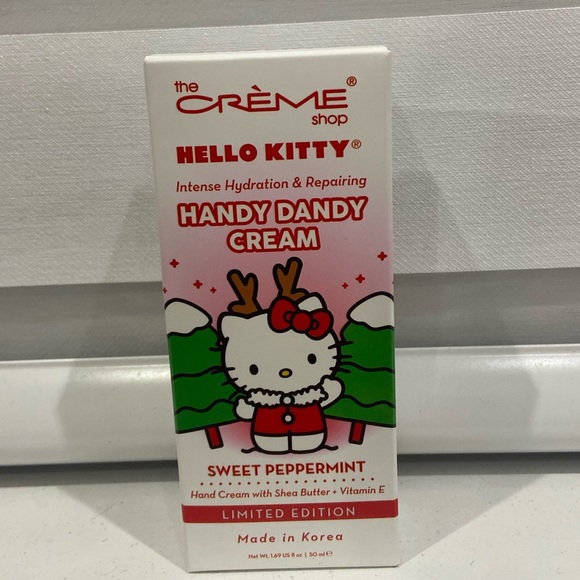 the
CRÈME®
shop
HELLO KITTY®
Intense Hydration & Repairing
HANDY DANDY
CREAM
SWEET PEPPERMINT
Hand Cream with Shea Butter + Vitamin E
LIMITED EDITION
Made in Korea
Net Wt. 1.69 US fl oz | 50 ml ℮